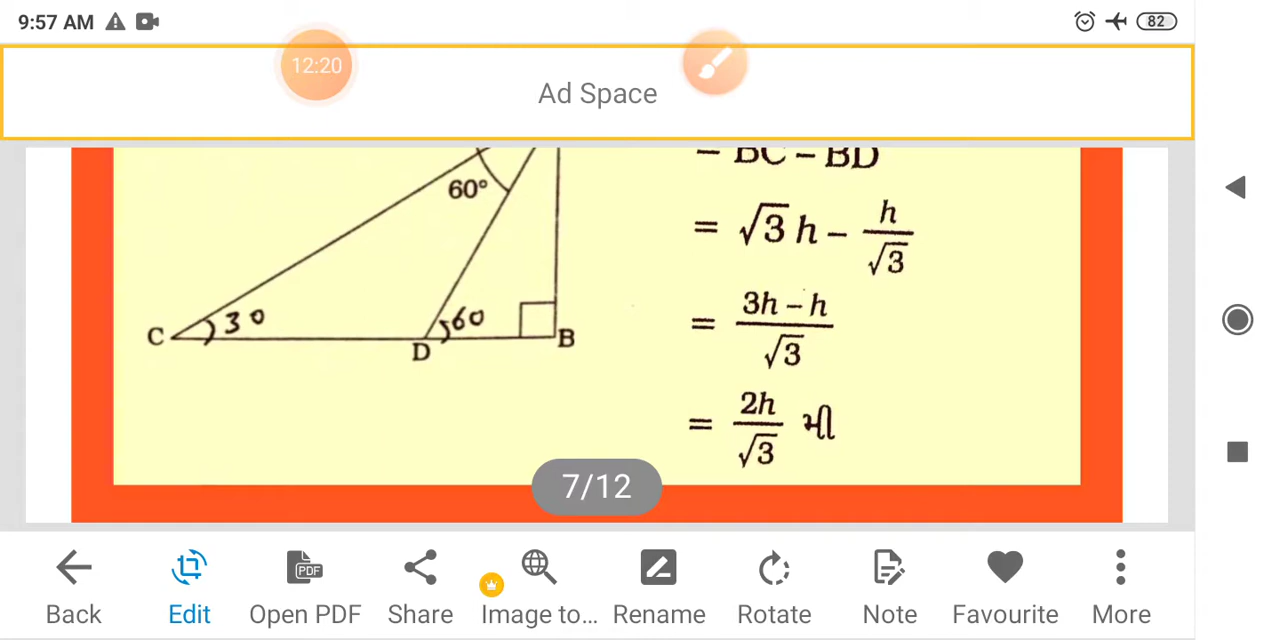 9:57 AM
82
12:20
Ad Space
60°
C
30
D
60
B
= BC – BD
= √3 h – h/√3
= (3h – h)/√3
= 2h/√3 મી
7/12
Back
Edit
PDF
Open PDF
Share
Image to...
Rename
Rotate
Note
Favourite
More